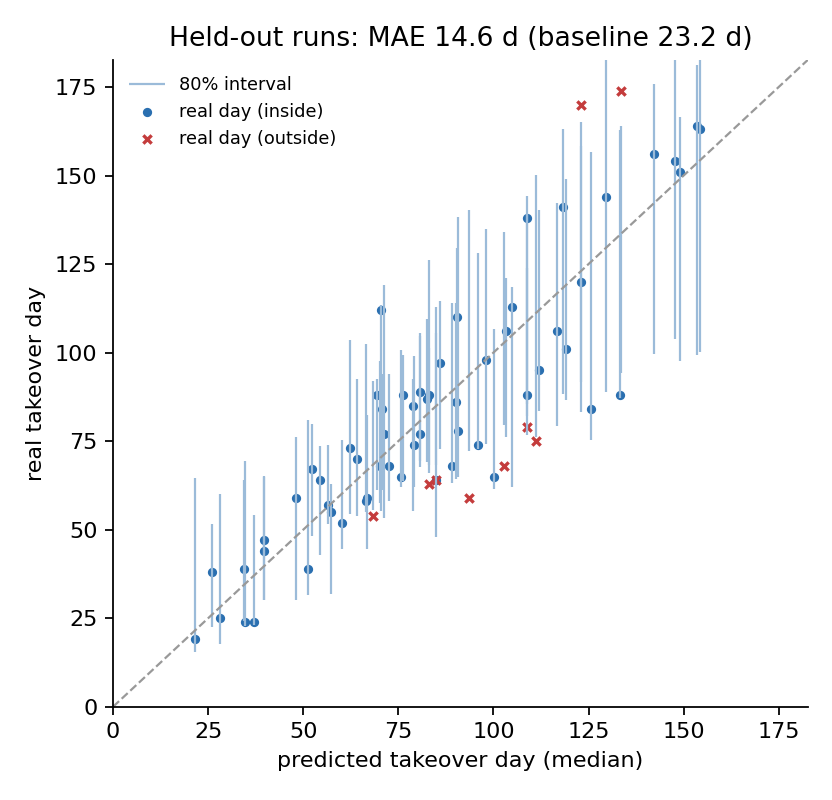 Held-out runs: MAE 14.6 d (baseline 23.2 d)
80% interval
real day (inside)
real day (outside)
real takeover day
175
150
125
100
75
50
25
0
0 25 50 75 100 125 150 175
predicted takeover day (median)